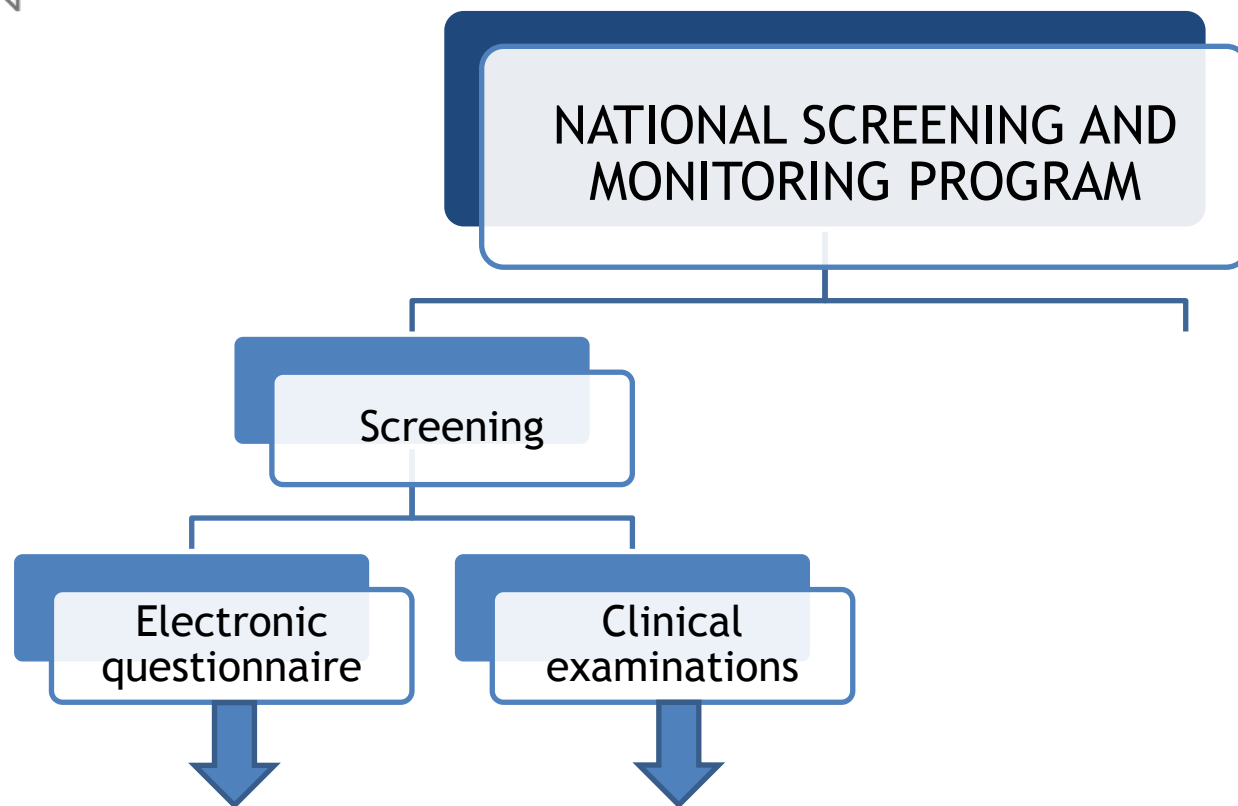 NATIONAL SCREENING AND
MONITORING PROGRAM
Screening
Electronic
questionnaire
Clinical
examinations